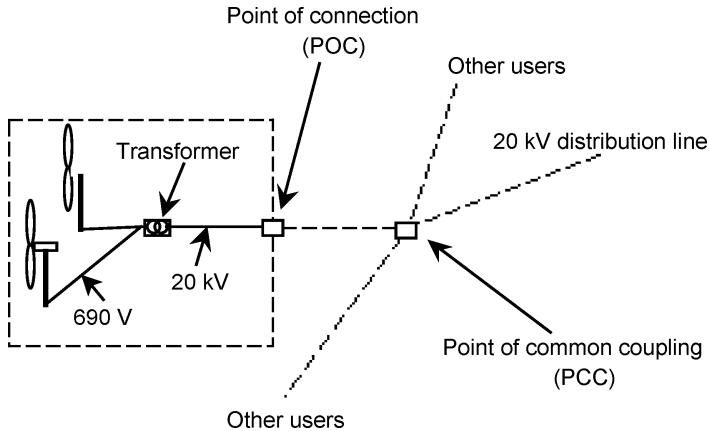 Point of connection
(POC)
Other users
20 kV distribution line
Transformer
20 kV
690 V
Point of common coupling
(PCC)
Other users